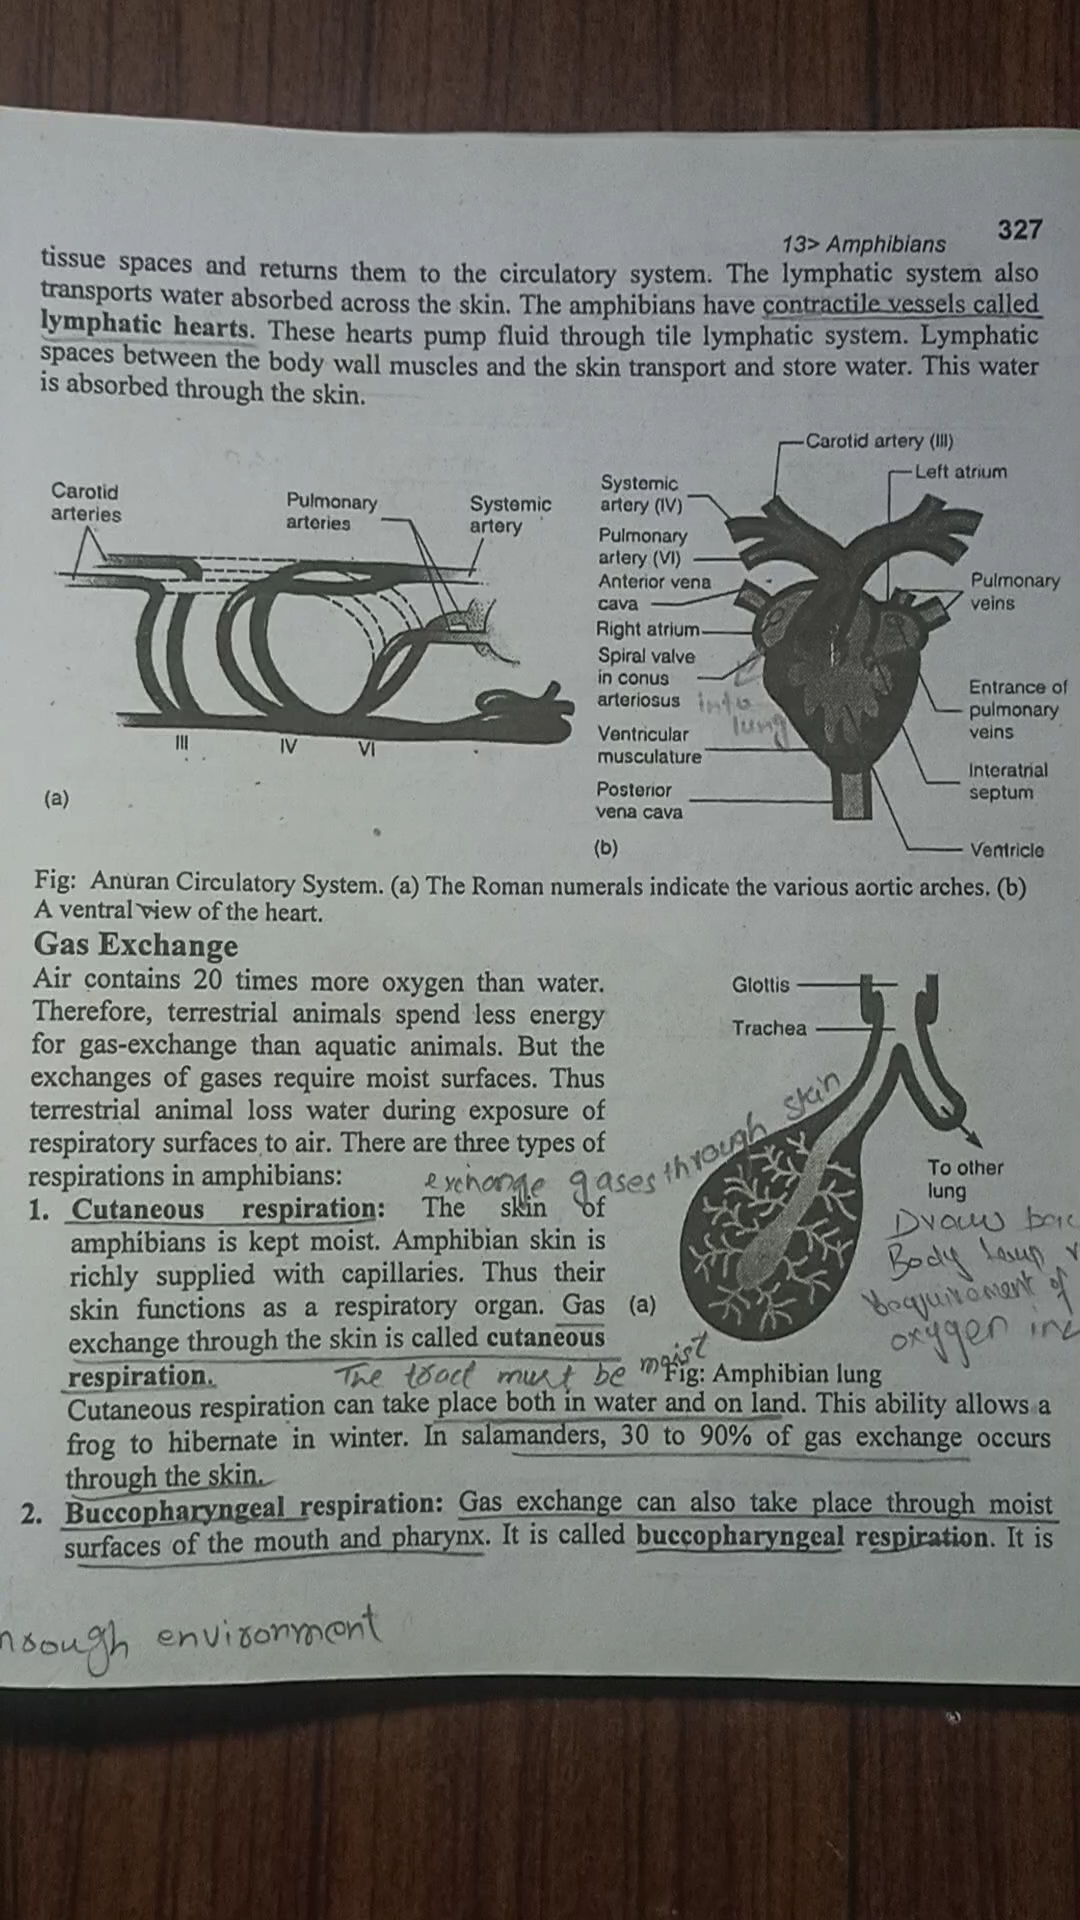 327
13> Amphibians
tissue spaces and returns them to the circulatory system. The lymphatic system also
transports water absorbed across the skin. The amphibians have contractile vessels called
lymphatic hearts. These hearts pump fluid through tile lymphatic system. Lymphatic
spaces between the body wall muscles and the skin transport and store water. This water
is absorbed through the skin.
Carotid
arteries
Pulmonary
arteries
Systemic
artery
III
IV
VI
(a)
Carotid artery (III)
Left atrium
Systemic
artery (IV)
Pulmonary
artery (VI)
Anterior vena
cava
Right atrium
Spiral valve
in conus
arteriosus
into
lung
Ventricular
musculature
Posterior
vena cava
Pulmonary
veins
Entrance of
pulmonary
veins
Interatrial
septum
Ventricle
(b)
Fig: Anuran Circulatory System. (a) The Roman numerals indicate the various aortic arches. (b)
A ventral view of the heart.
Gas Exchange
Air contains 20 times more oxygen than water.
Therefore, terrestrial animals spend less energy
for gas-exchange than aquatic animals. But the
exchanges of gases require moist surfaces. Thus
terrestrial animal loss water during exposure of
respiratory surfaces to air. There are three types of
respirations in amphibians:
exchange gases through skin
1. Cutaneous respiration: The skin of
amphibians is kept moist. Amphibian skin is
richly supplied with capillaries. Thus their
skin functions as a respiratory organ. Gas
exchange through the skin is called cutaneous
respiration.
The tract must be moist
Glottis
Trachea
To other
lung
Draw
Body
requirement of
oxygen
(a)
Fig: Amphibian lung
Cutaneous respiration can take place both in water and on land. This ability allows a
frog to hibernate in winter. In salamanders, 30 to 90% of gas exchange occurs
through the skin.
2. Buccopharyngeal respiration: Gas exchange can also take place through moist
surfaces of the mouth and pharynx. It is called buccopharyngeal respiration. It is
environment